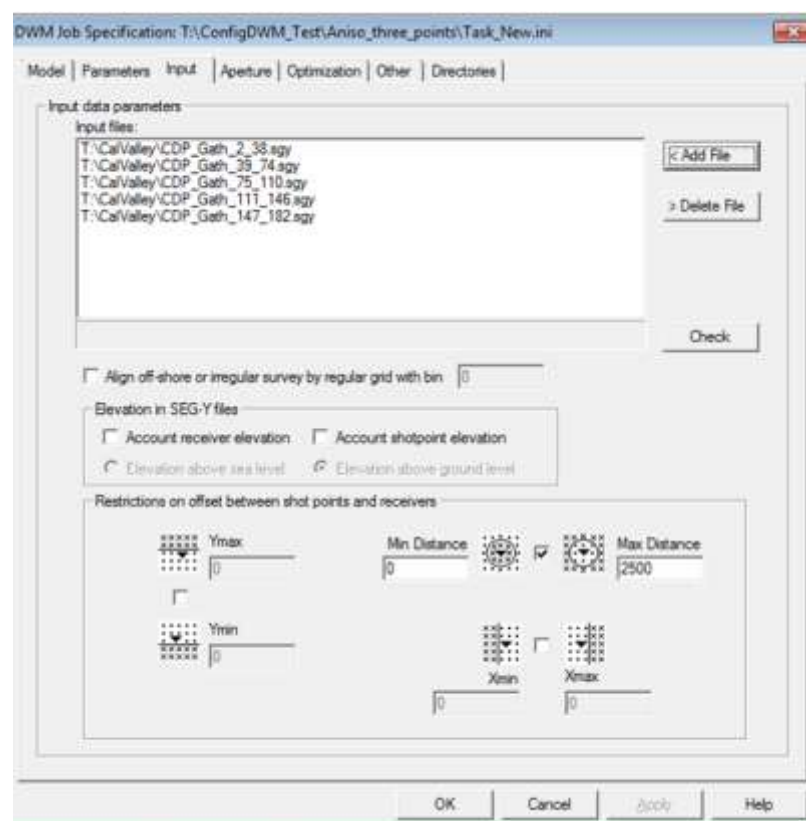 DWM Job Specification: T:\ConfigDWM_Test\Aniso_three_points\Task_New.ini
Model Parameters Input Aperture Optimization Other Directories
Input data parameters
Input files:
T:\CalValley\CDP_Gath_2_38.sgy
T:\CalValley\CDP_Gath_39_74.sgy
T:\CalValley\CDP_Gath_75_110.sgy
T:\CalValley\CDP_Gath_111_146.sgy
T:\CalValley\CDP_Gath_147_182.sgy
< Add File
> Delete File
Check
Align off-shore or irregular survey by regular grid with bin 0
Elevation in SEG-Y files
Account receiver elevation Account shotpoint elevation
Elevation above sea level Elevation above ground level
Restrictions on offset between shot points and receivers
Ymax
0
Min Distance
0
Max Distance
2500
Ymin
0
Xmin
0
Xmax
0
OK Cancel Apply Help